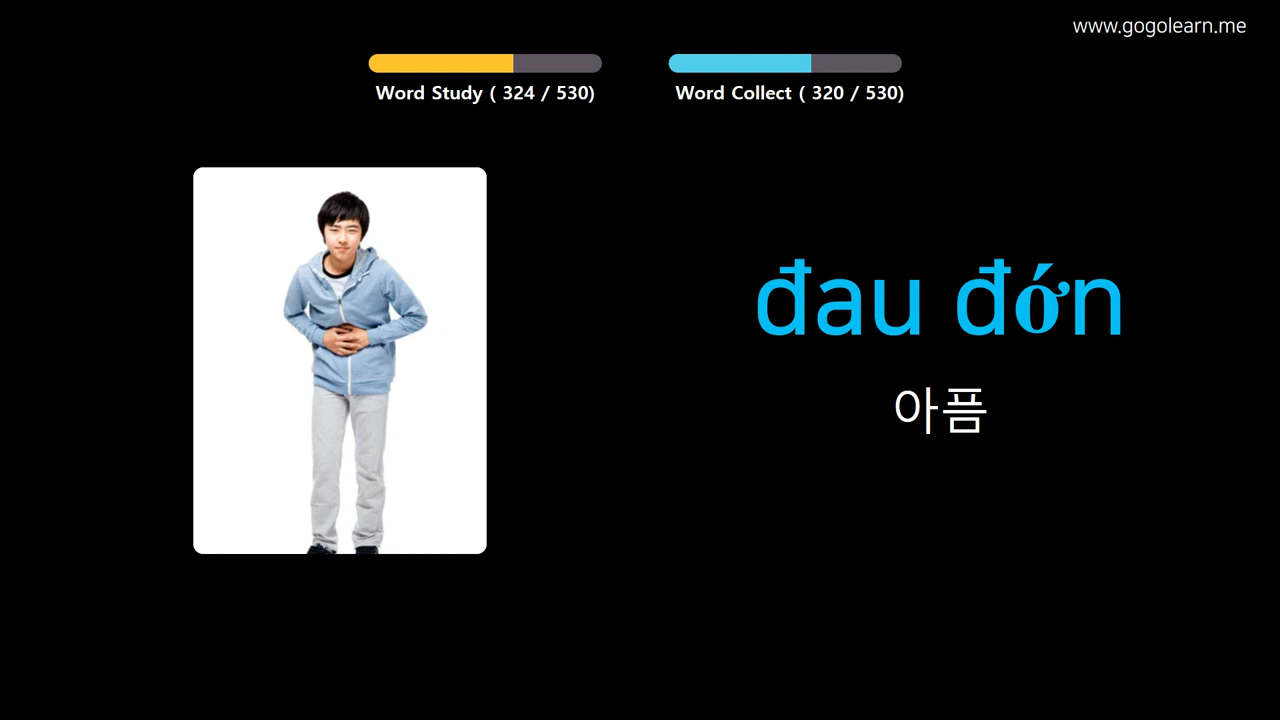 www.gogolearn.me
Word Study ( 324 / 530)
Word Collect ( 320 / 530)
đau đớn
아픔